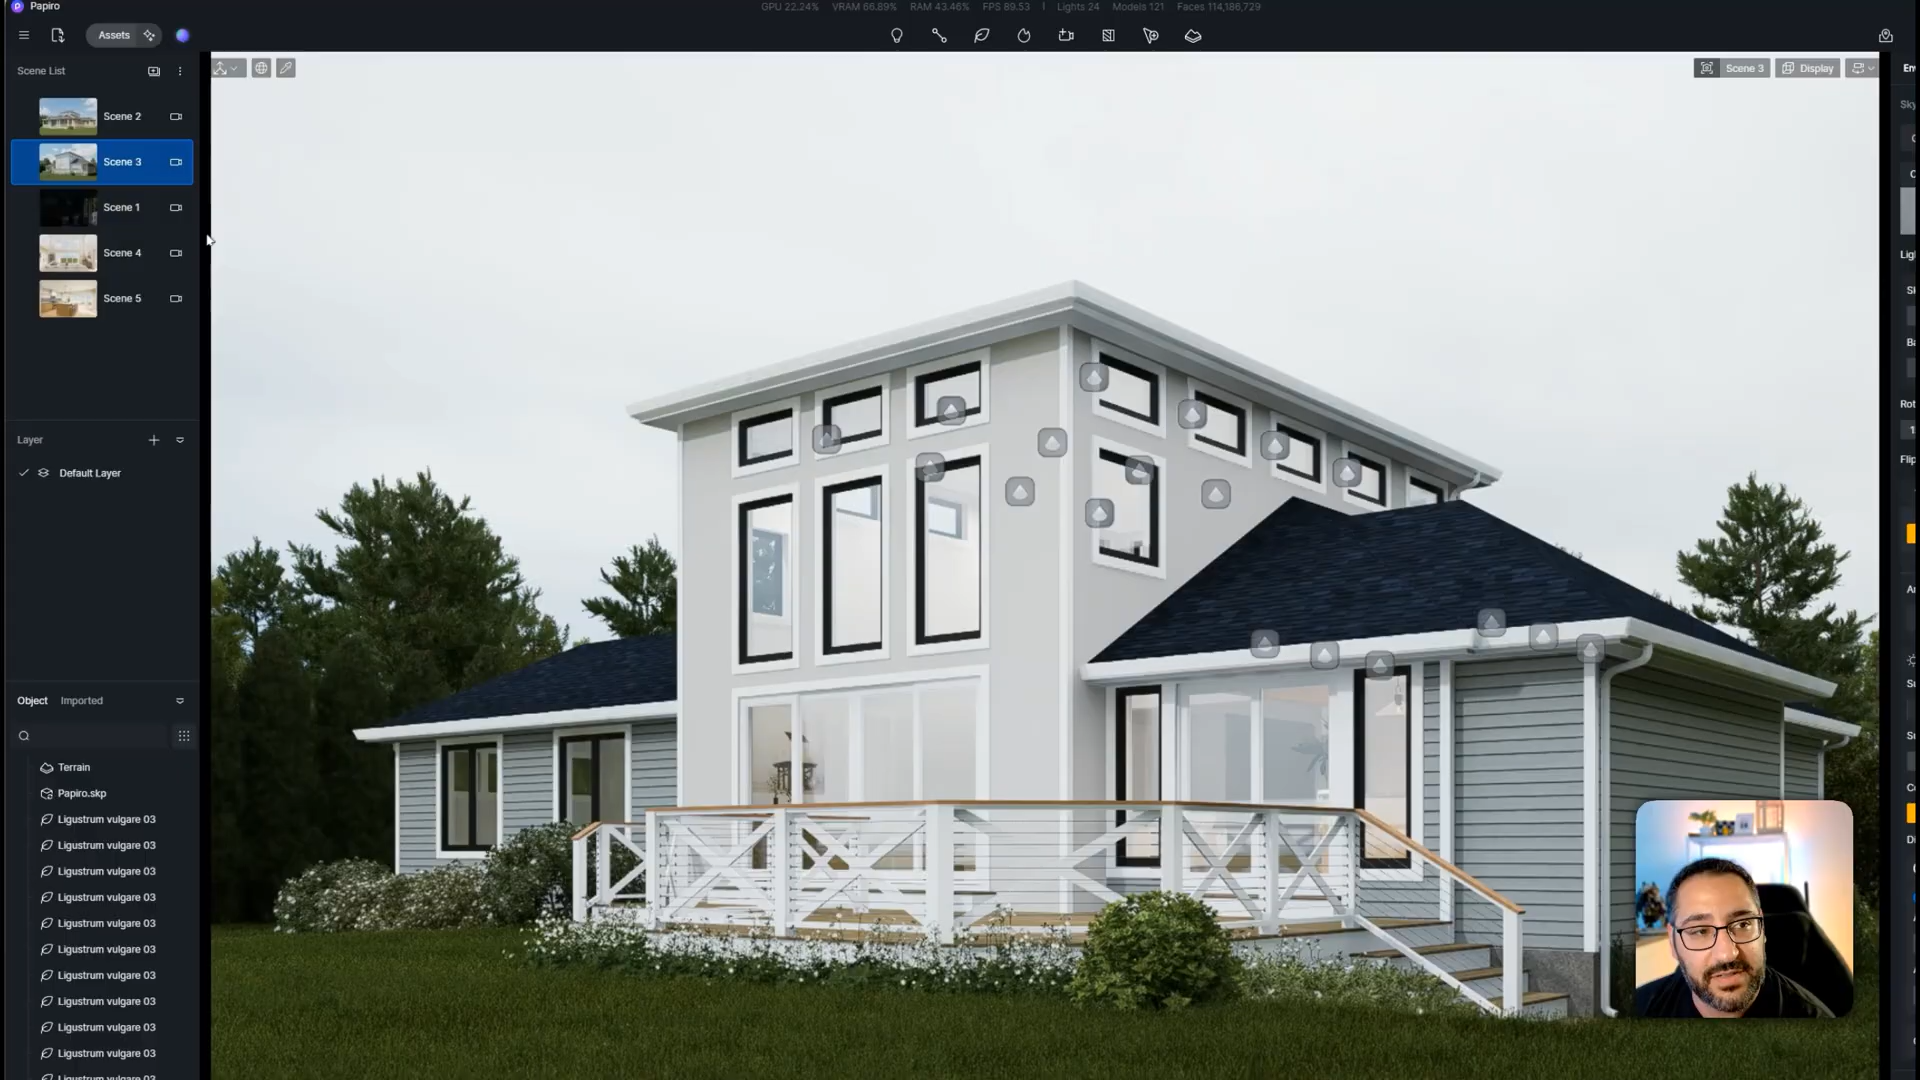 Papiro
GPU 22.24% VRAM 66.89% RAM 43.46% FPS 89.53 | Lights 24 Models 121 Faces 114,186,729
Assets
Scene List
Scene 3
Display
Scene 2
Scene 3
Scene 1
Scene 4
Scene 5
Layer
Default Layer
Object Imported
Terrain
Papiro.skp
Ligustrum vulgare 03
Ligustrum vulgare 03
Ligustrum vulgare 03
Ligustrum vulgare 03
Ligustrum vulgare 03
Ligustrum vulgare 03
Ligustrum vulgare 03
Ligustrum vulgare 03
Ligustrum vulgare 03
Ligustrum vulgare 03
Ligustrum vulgare 03